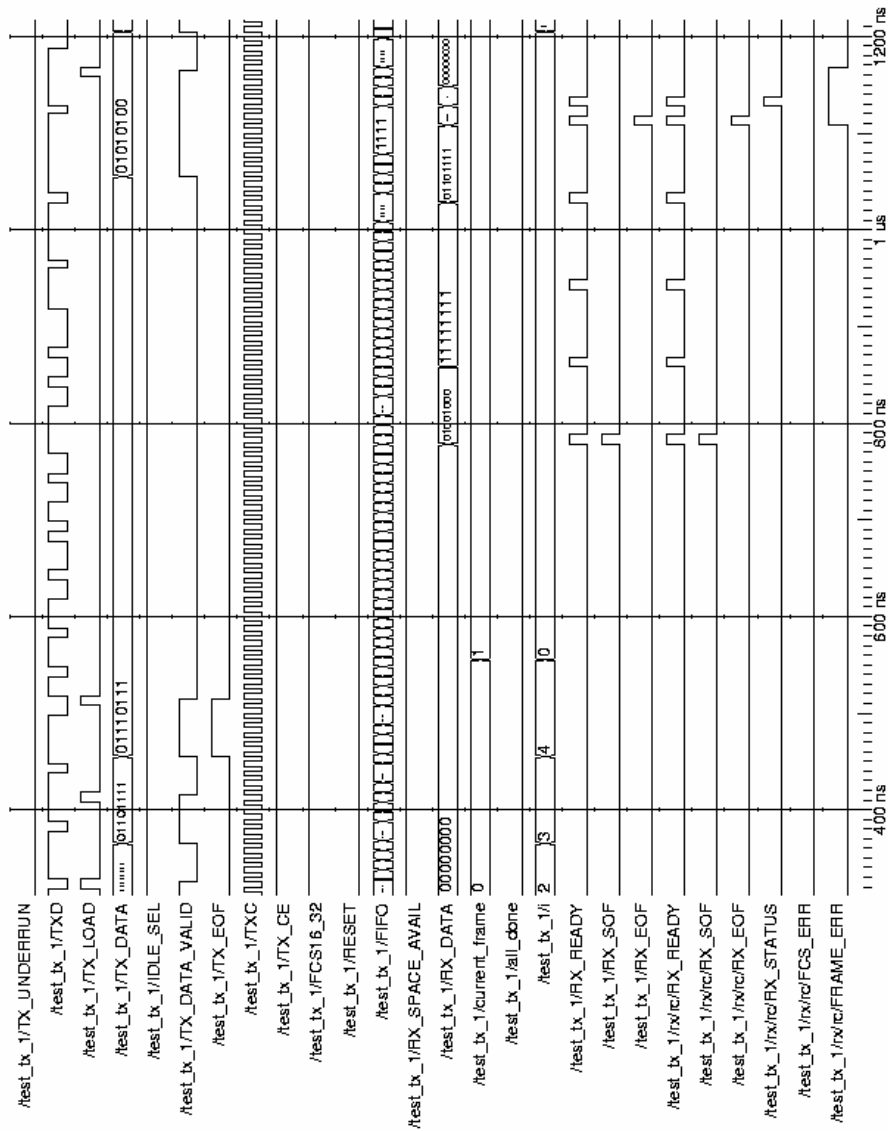 /test_tx_1/TX_UNDERRUN
/test_tx_1/TXD
/test_tx_1/TX_LOAD
/test_tx_1/TX_DATA 01101111 01110111 01010100
/test_tx_1/IDLE_SEL
/test_tx_1/TX_DATA_VALID
/test_tx_1/TX_EOF
/test_tx_1/TXC
/test_tx_1/TX_CE
/test_tx_1/FCS16_32
/test_tx_1/RESET
/test_tx_1/FIFO 1111
/test_tx_1/RX_SPACE_AVAIL
/test_tx_1/RX_DATA 00000000 01001000 11111111 01101111 00000000
/test_tx_1/current_frame 0 1
/test_tx_1/all_done
/test_tx_1/i 2 3 4 0
/test_tx_1/RX_READY
/test_tx_1/RX_SOF
/test_tx_1/RX_EOF
/test_tx_1/rx/rc/RX_READY
/test_tx_1/rx/rc/RX_SOF
/test_tx_1/rx/rc/RX_EOF
/test_tx_1/rx/rc/RX_STATUS
/test_tx_1/rx/rc/FCS_ERR
/test_tx_1/rx/rc/FRAME_ERR
400 ns 600 ns 800 ns 1 us 1200 ns